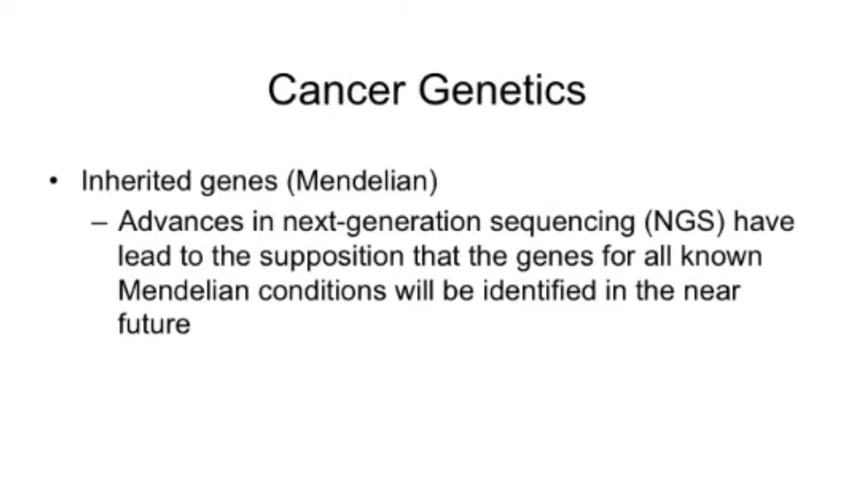 Cancer Genetics
• Inherited genes (Mendelian)
– Advances in next-generation sequencing (NGS) have
lead to the supposition that the genes for all known
Mendelian conditions will be identified in the near
future